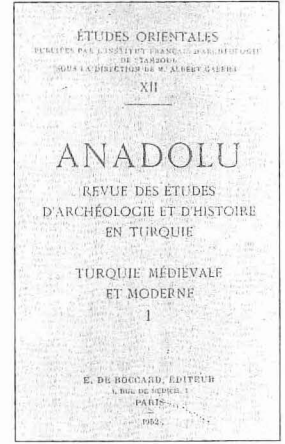 ÉTUDES ORIENTALES
PUBLIÉES PAR L'INSTITUT FRANÇAIS D'ARCHÉOLOGIE
DE STAMBOUL
SOUS LA DIRECTION DE M. ALBERT GABRIEL
XII
ANADOLU
REVUE DES ÉTUDES
D'ARCHÉOLOGIE ET D'HISTOIRE
EN TURQUIE
TURQUIE MÉDIÉVALE
ET MODERNE
I
E. DE BOCCARD, ÉDITEUR
1, RUE DE MÉDICIS, 1
PARIS
1952